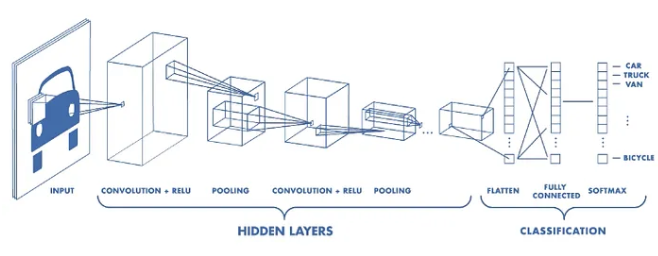 CAR
TRUCK
VAN
BICYCLE
INPUT
CONVOLUTION + RELU
POOLING
CONVOLUTION + RELU
POOLING
FLATTEN
FULLY
CONNECTED
SOFTMAX
HIDDEN LAYERS
CLASSIFICATION